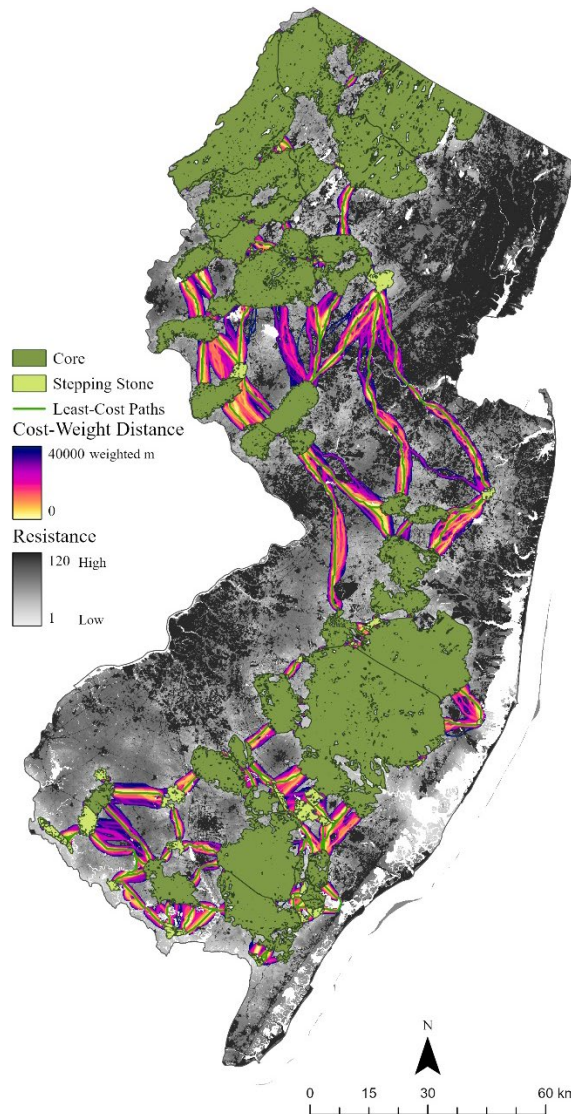 Core
Stepping Stone
Least-Cost Paths
Cost-Weight Distance
40000 weighted m
0
Resistance
120 High
1 Low
N
0 15 30 60 km